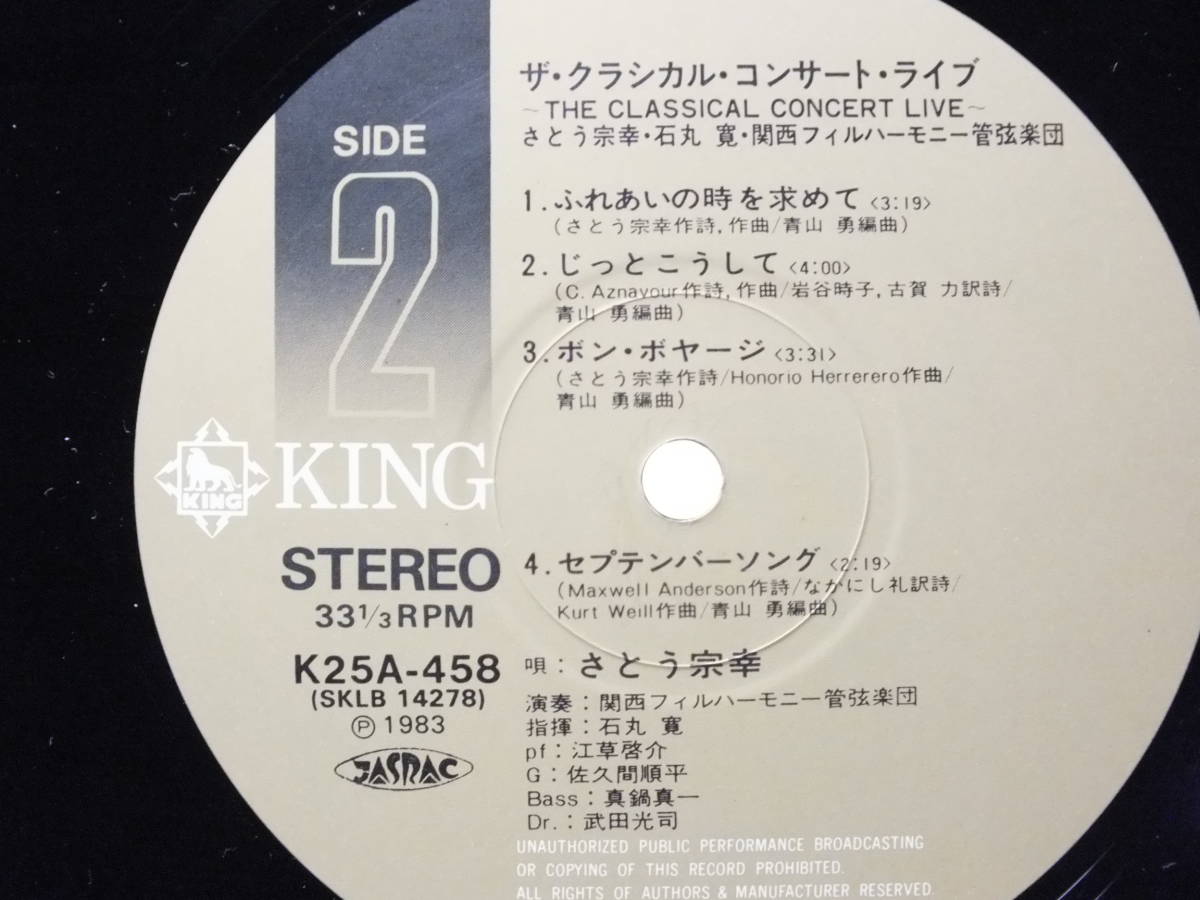 ザ・クラシカル・コンサート・ライブ
~THE CLASSICAL CONCERT LIVE~
さとう宗幸・石丸 寛・関西フィルハーモニー管弦楽団
SIDE
2
1.ふれあいの時を求めて〈3:19〉
(さとう宗幸作詩,作曲/青山 勇編曲)
2.じっとこうして〈4:00〉
(C. Aznavour作詩,作曲/岩谷時子,古賀 力訳詩/
青山 勇編曲)
3.ボン・ボヤージ〈3:31〉
(さとう宗幸作詩/Honorio Herrerero作曲/
青山 勇編曲)
KING
KING
4.セプテンバーソング〈2:19〉
(Maxwell Anderson作詩/なかにし礼訳詩/
Kurt Weill作曲/青山 勇編曲)
STEREO
33 1/3 RPM
K25A-458
(SKLB 14278)
Ⓟ 1983
JASRAC
唄:さとう宗幸
演奏:関西フィルハーモニー管弦楽団
指揮:石丸 寛
pf:江草啓介
G:佐久間順平
Bass:真鍋真一
Dr.:武田光司
UNAUTHORIZED PUBLIC PERFORMANCE BROADCASTING
OR COPYING OF THIS RECORD PROHIBITED.
ALL RIGHTS OF AUTHORS & MANUFACTURER RESERVED.